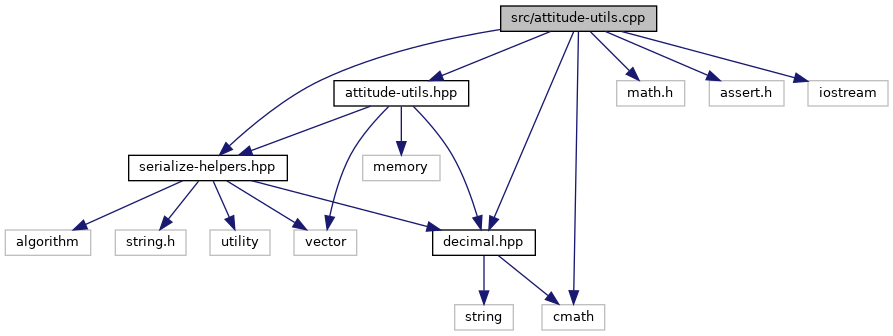 src/attitude-utils.cpp
attitude-utils.hpp
math.h
assert.h
iostream
serialize-helpers.hpp
memory
algorithm
string.h
utility
vector
decimal.hpp
string
cmath